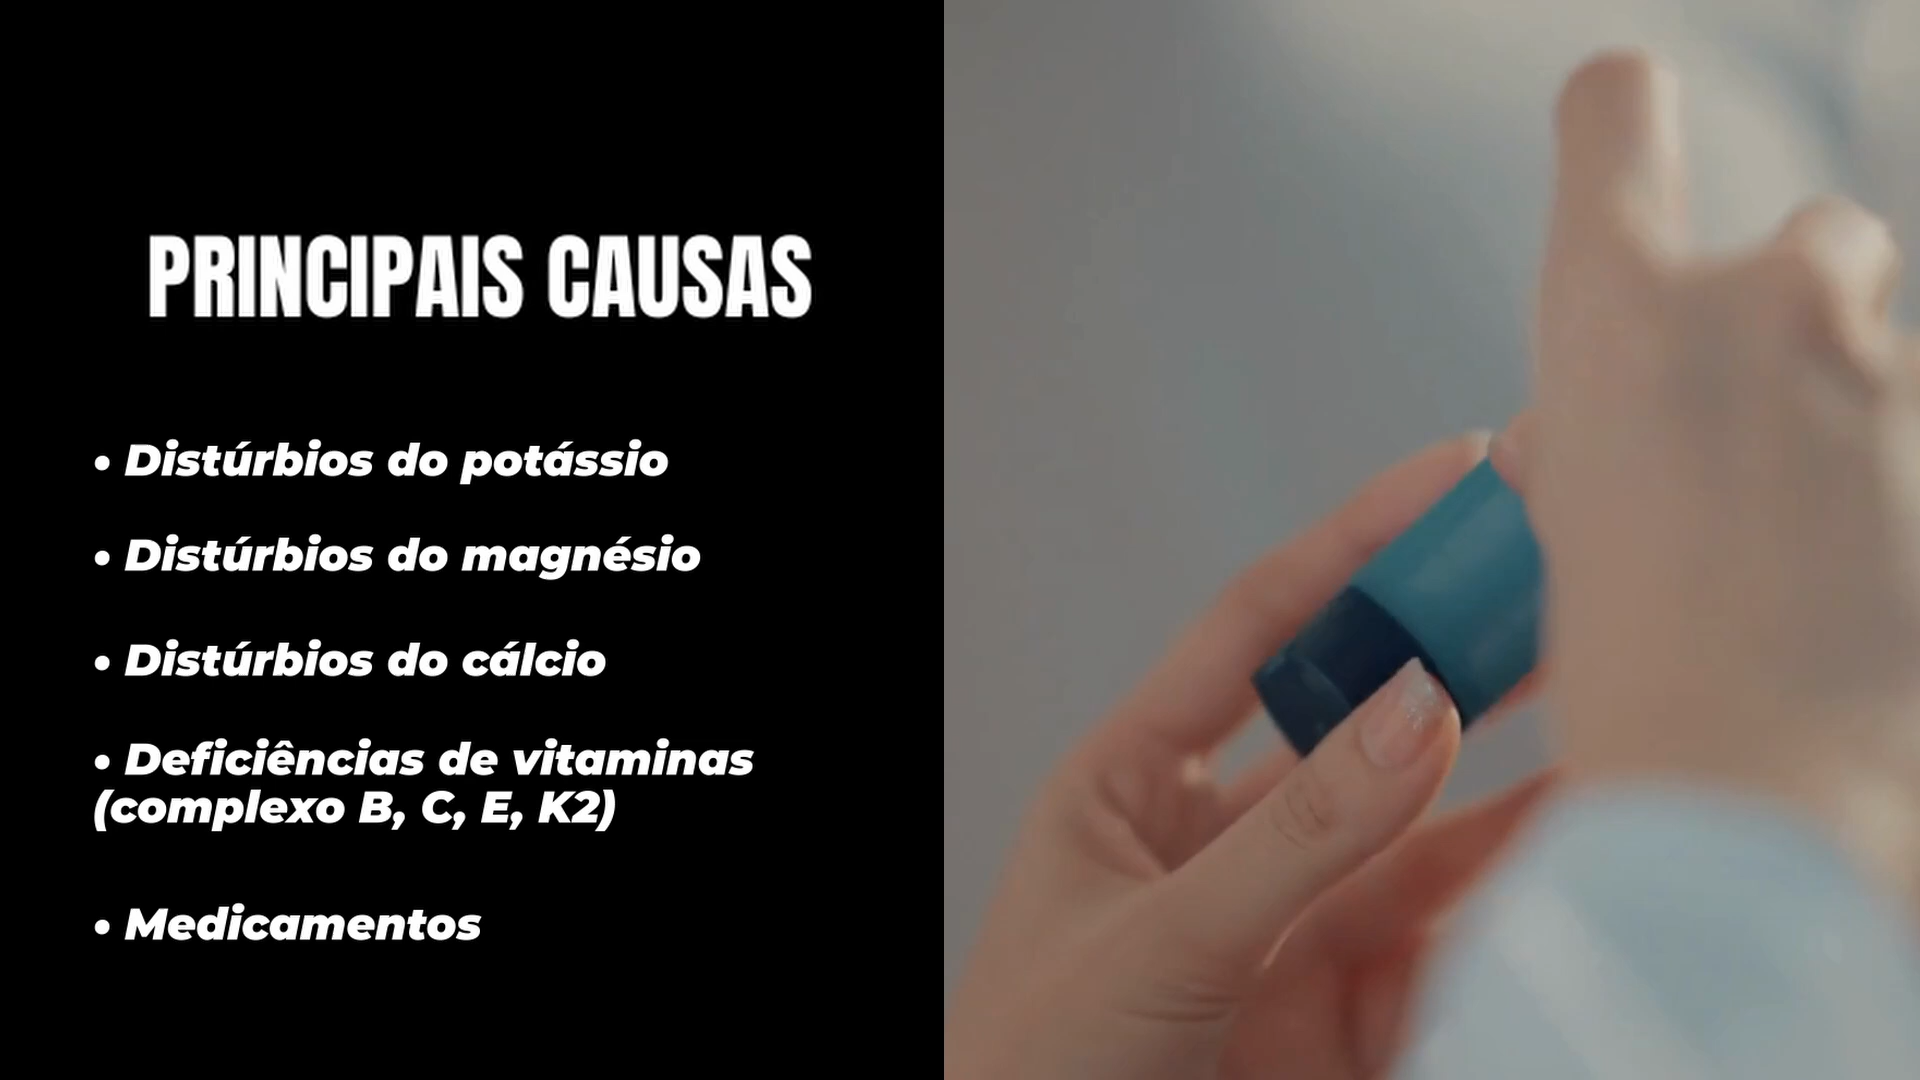 PRINCIPAIS CAUSAS
• Distúrbios do potássio
• Distúrbios do magnésio
• Distúrbios do cálcio
• Deficiências de vitaminas
(complexo B, C, E, K2)
• Medicamentos